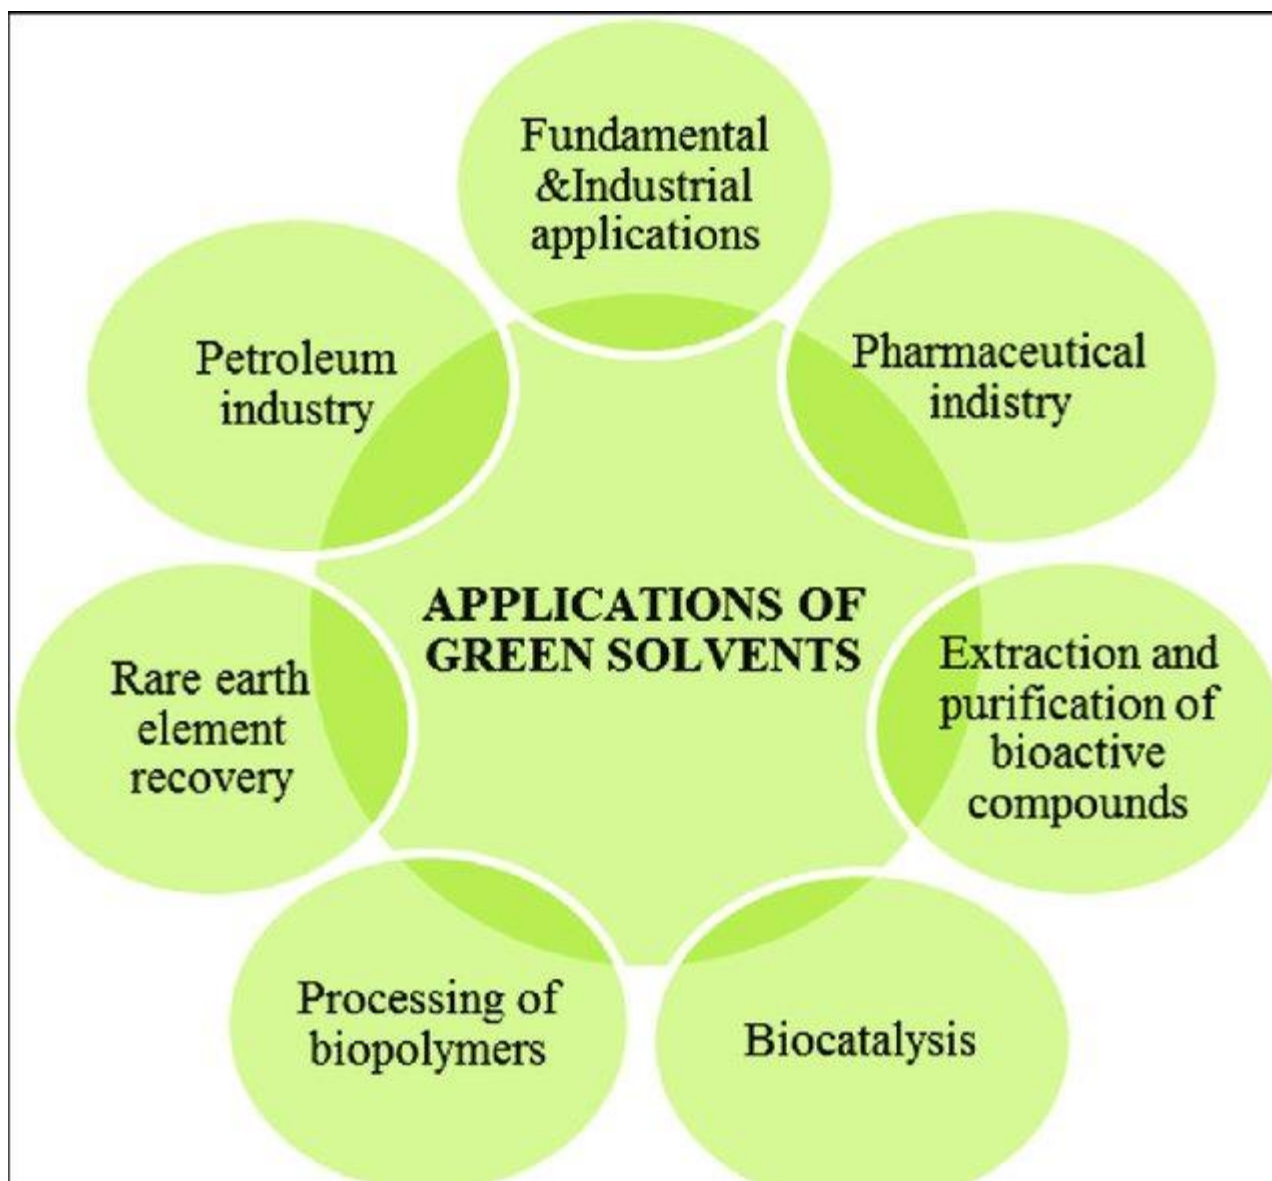 Fundamental
&Industrial
applications
Pharmaceutical
indistry
Extraction and
purification of
bioactive
compounds
Biocatalysis
Processing of
biopolymers
Rare earth
element
recovery
Petroleum
industry
APPLICATIONS OF
GREEN SOLVENTS